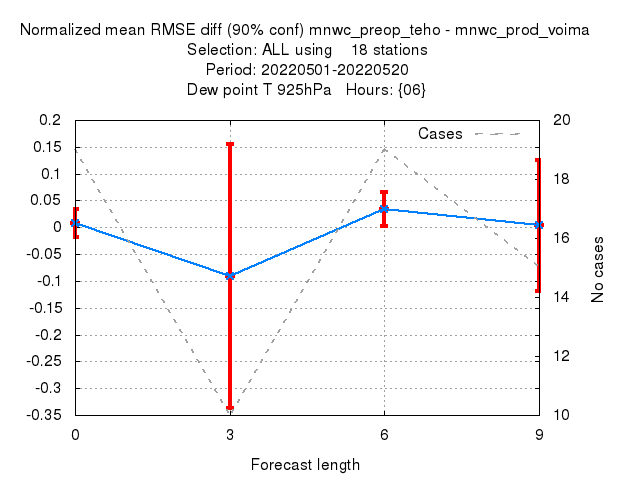 Normalized mean RMSE diff (90% conf) mnwc_preop_teho - mnwc_prod_voima
Selection: ALL using    18 stations
Period: 20220501-20220520
Dew point T 925hPa   Hours: {06}
Cases
0.2
0.15
0.1
0.05
0
-0.05
-0.1
-0.15
-0.2
-0.25
-0.3
-0.35
20
18
16
14
12
10
No cases
0 3 6 9
Forecast length